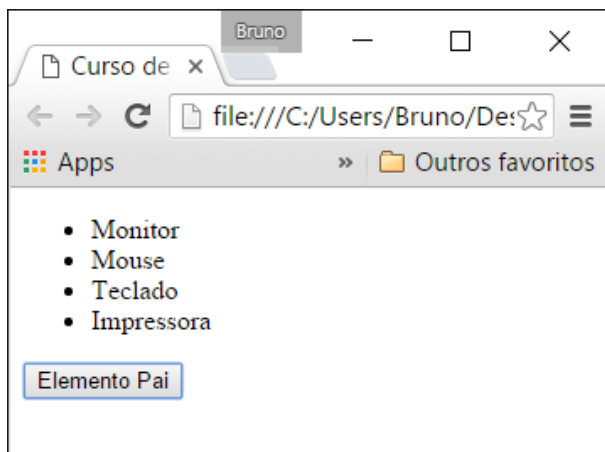 Bruno
Curso de
file:///C:/Users/Bruno/Des
Apps » Outros favoritos
Monitor
Mouse
Teclado
Impressora
Elemento Pai